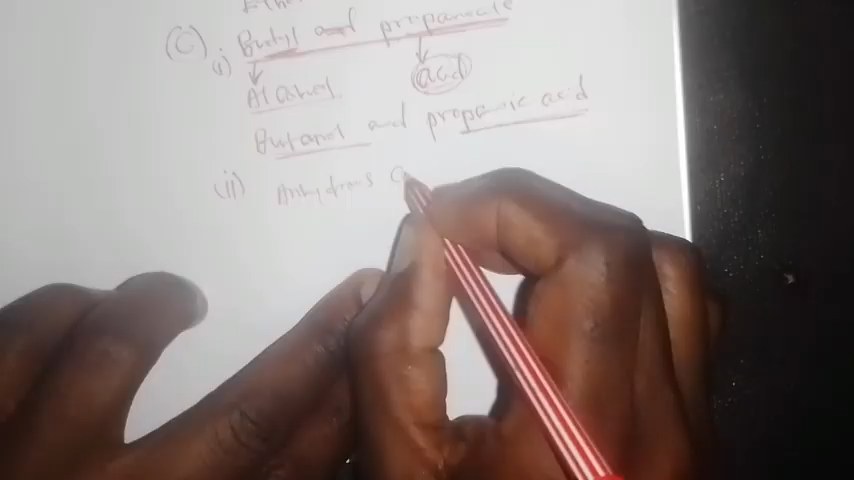 (C) i) Butyl and propanoate
Alcohol. acid
Butanol and propanoic acid
(ii) Anhydrous